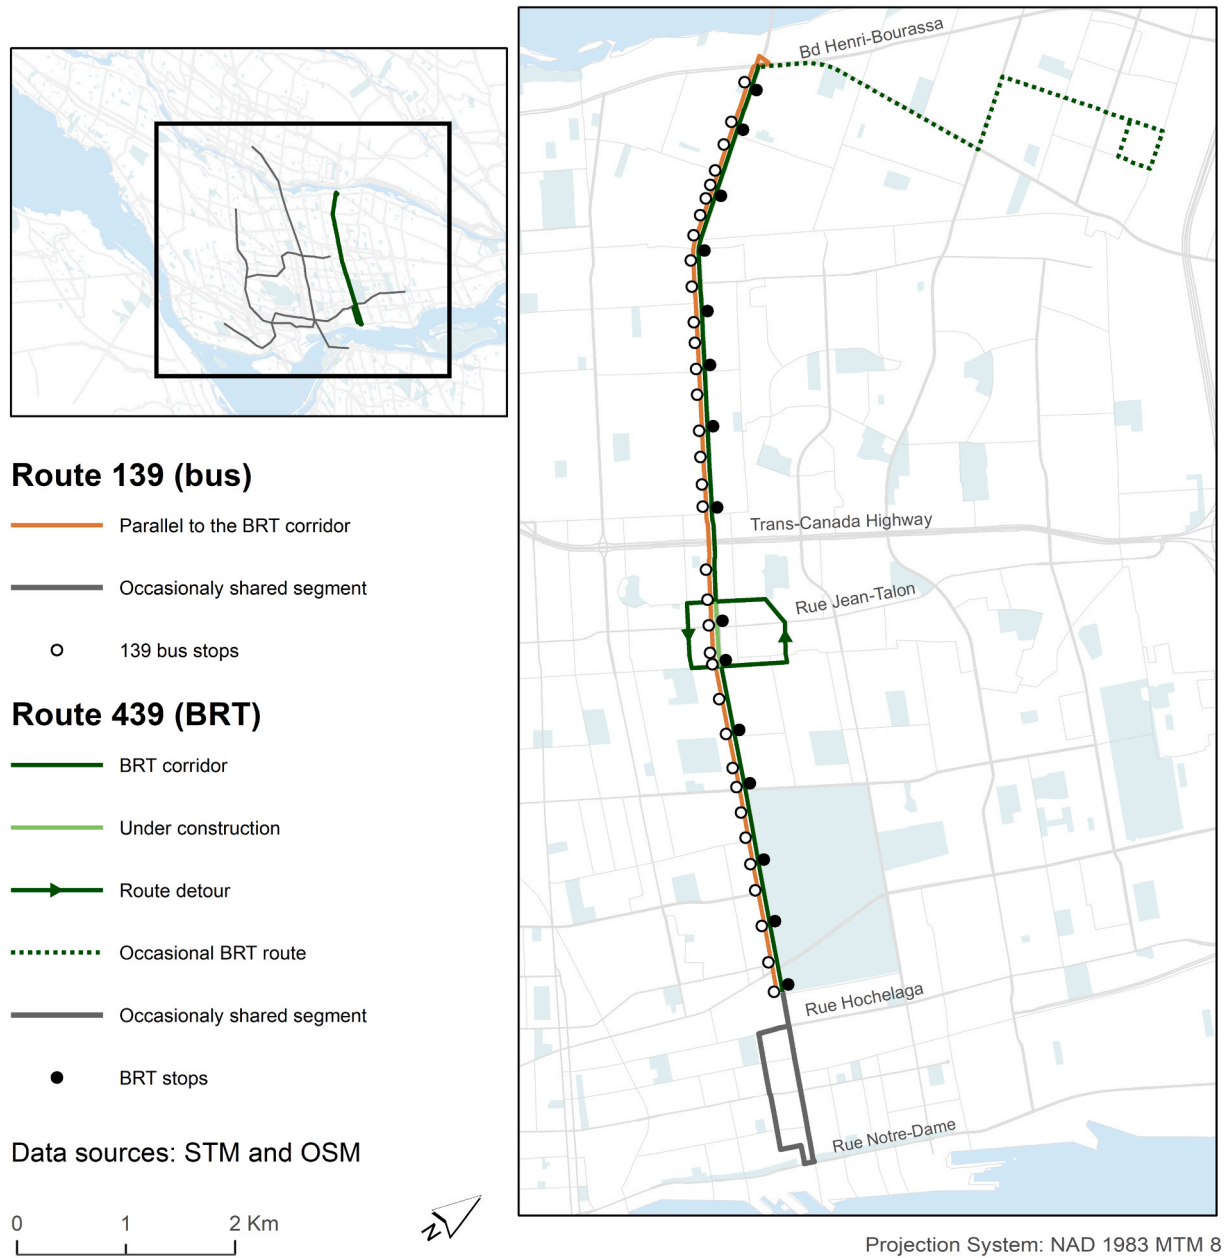 Route 139 (bus)
Parallel to the BRT corridor
Occasionaly shared segment
139 bus stops
Route 439 (BRT)
BRT corridor
Under construction
Route detour
Occasional BRT route
Occasionaly shared segment
BRT stops
Data sources: STM and OSM
0 1 2 Km
N
Bd Henri-Bourassa
Trans-Canada Highway
Rue Jean-Talon
Rue Hochelaga
Rue Notre-Dame
Projection System: NAD 1983 MTM 8